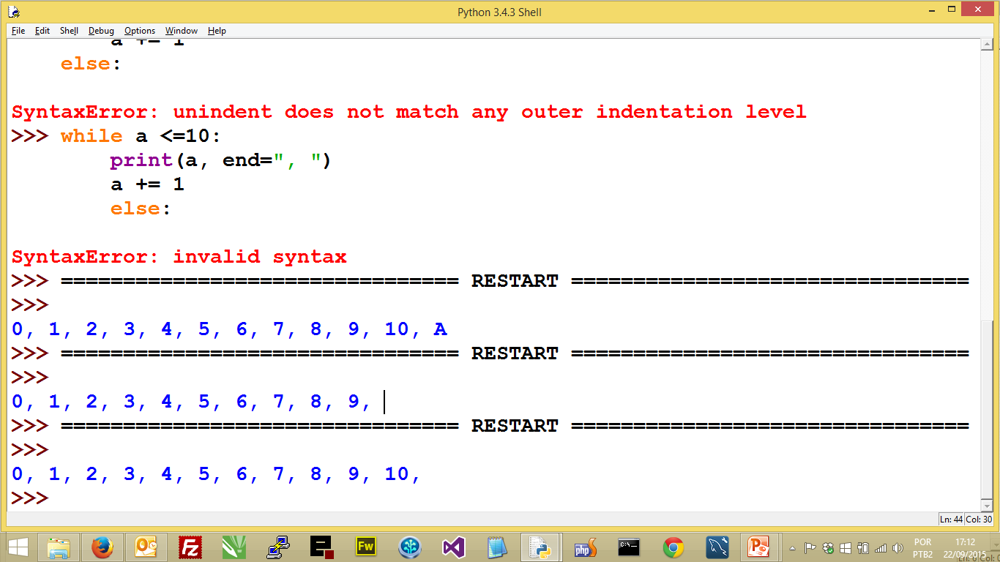 Python 3.4.3 Shell
File Edit Shell Debug Options Window Help
a += 1
else:
SyntaxError: unindent does not match any outer indentation level
>>> while a <=10:
print(a, end=", ")
a += 1
else:
SyntaxError: invalid syntax
>>> ================================ RESTART ================================
>>>
0, 1, 2, 3, 4, 5, 6, 7, 8, 9, 10, A
>>> ================================ RESTART ================================
>>>
0, 1, 2, 3, 4, 5, 6, 7, 8, 9,
>>> ================================ RESTART ================================
>>>
0, 1, 2, 3, 4, 5, 6, 7, 8, 9, 10,
>>>
Ln: 44 Col: 30
Fz
Fw
php
C:\_
POR 17:12
PTB2 22/09/2015